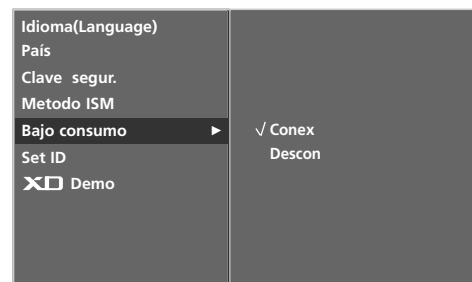 Idioma(Language)
País
Clave segur.
Metodo ISM
Bajo consumo ►
Set ID
XD Demo
√ Conex
Descon